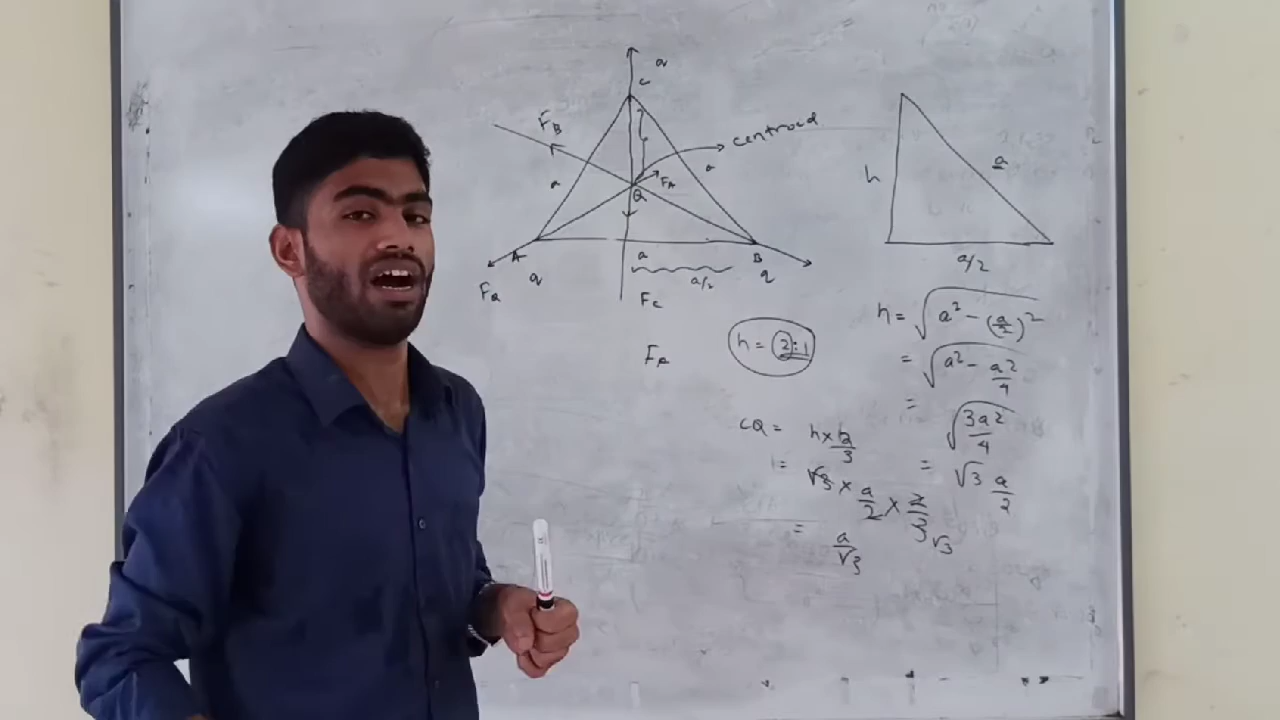 q
C
F_B
centroid
a
a
F_A
Q
A
a
B
q
a/2
q
F_a
F_c
h = 2:1
F_A
CQ = h × 2/3
= √3 × a/2 × 2/3 √3
= a/√3
h
a
a/2
h = √(a² - (a/2)²)
= √(a² - a²/4)
= √(3a²/4)
= √3 a/2